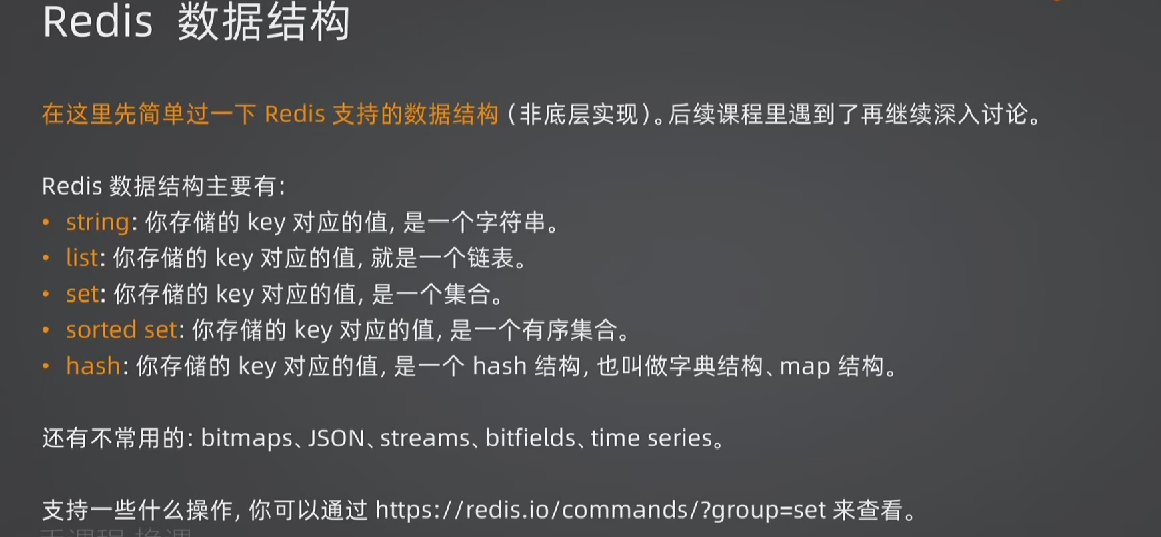 Redis 数据结构
在这里先简单过一下 Redis 支持的数据结构（非底层实现）。后续课程里遇到了再继续深入讨论。
Redis 数据结构主要有：
• string: 你存储的 key 对应的值, 是一个字符串。
• list: 你存储的 key 对应的值, 就是一个链表。
• set: 你存储的 key 对应的值, 是一个集合。
• sorted set: 你存储的 key 对应的值, 是一个有序集合。
• hash: 你存储的 key 对应的值, 是一个 hash 结构, 也叫做字典结构、map 结构。
还有不常用的: bitmaps、JSON、streams、bitfields、time series。
支持一些什么操作, 你可以通过 https://redis.io/commands/?group=set 来查看。